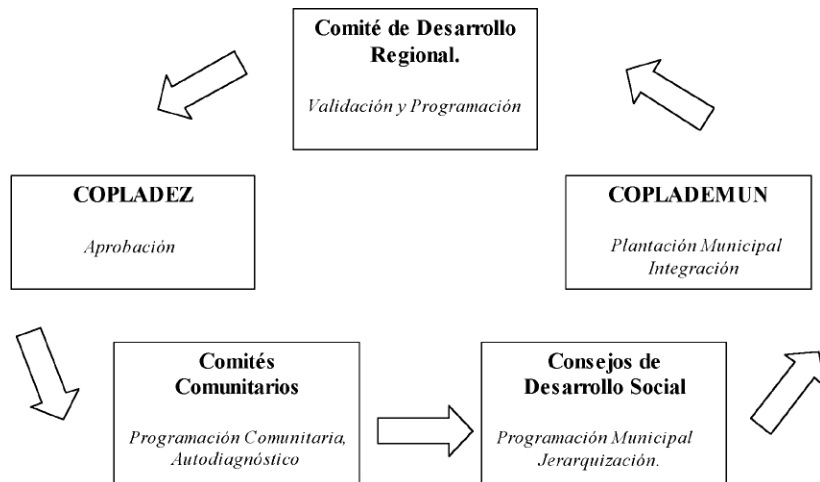 Comité de Desarrollo
Regional.
Validación y Programación
COPLADEZ
Aprobación
COPLADEMUN
Plantación Municipal
Integración
Comités
Comunitarios
Programación Comunitaria,
Autodiagnóstico
Consejos de
Desarrollo Social
Programación Municipal
Jerarquización.